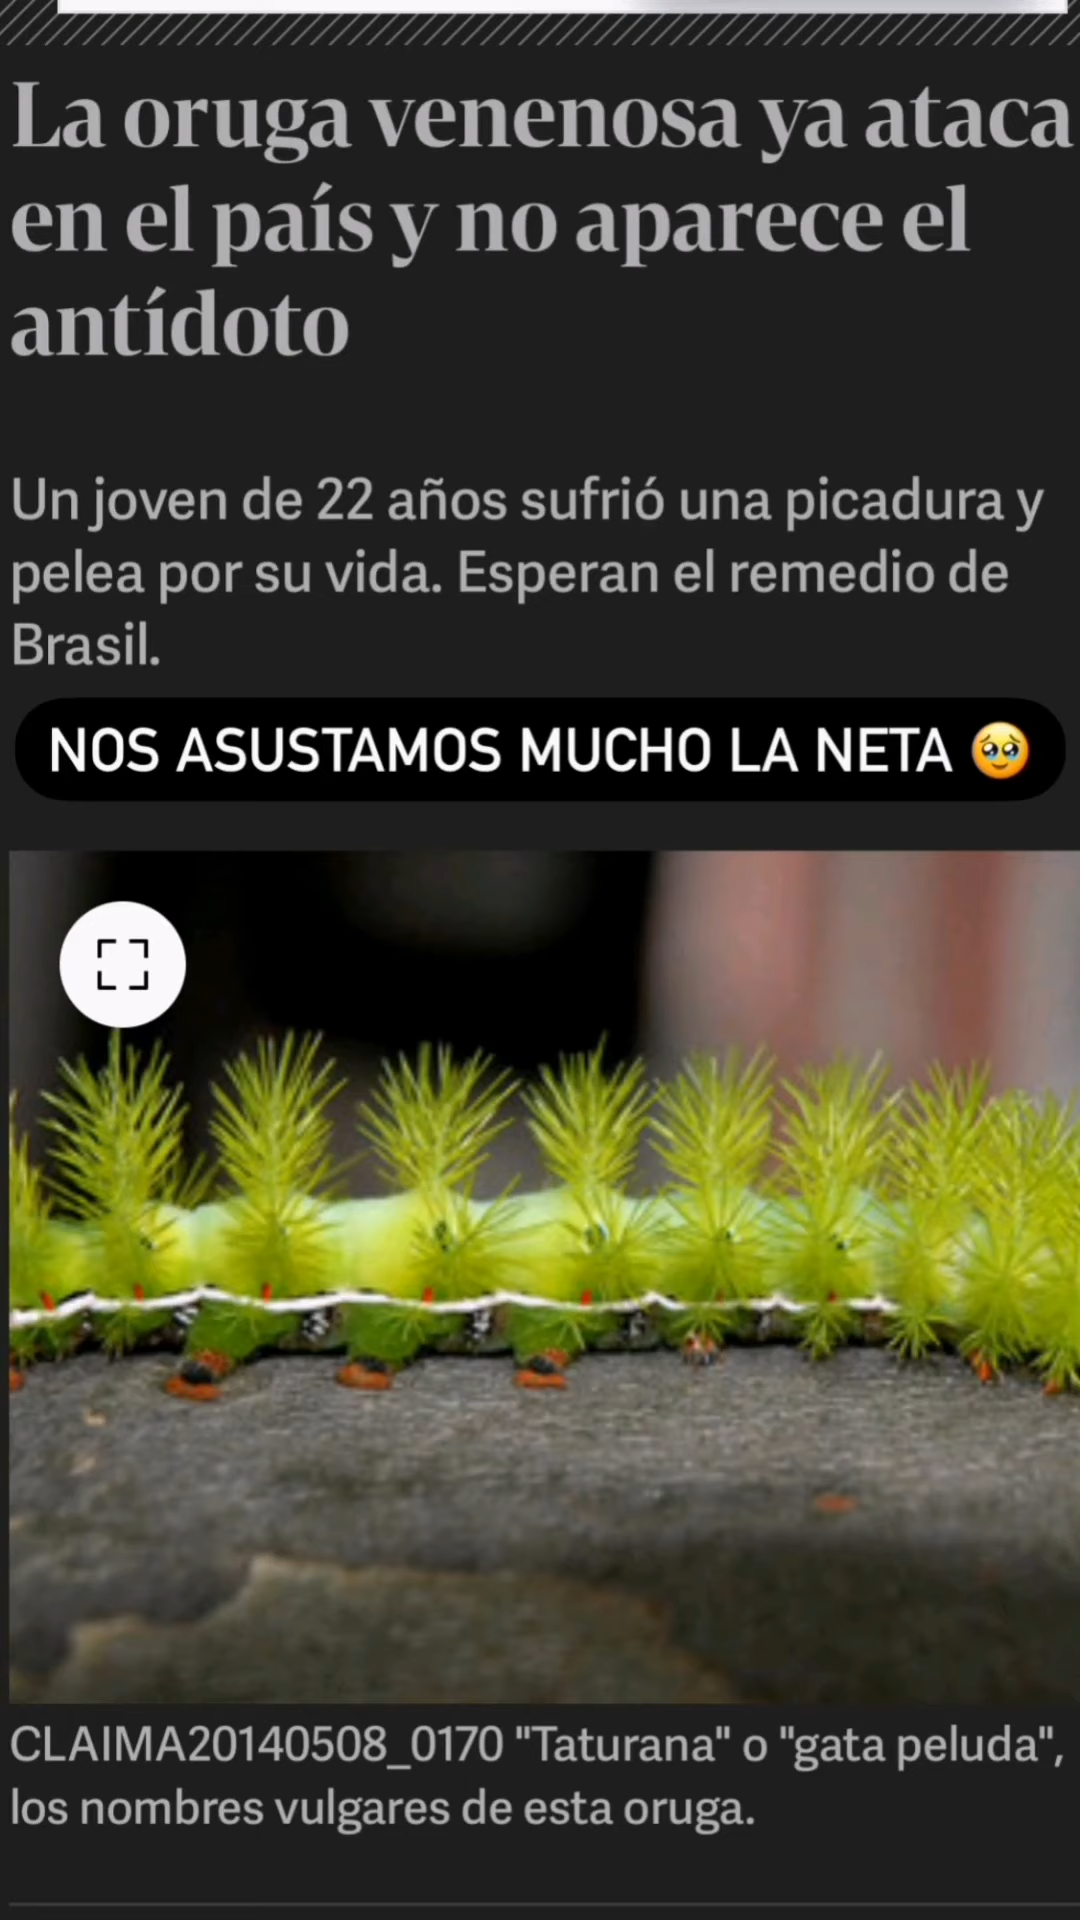 La oruga venenosa ya ataca
en el país y no aparece el
antídoto
Un joven de 22 años sufrió una picadura y
pelea por su vida. Esperan el remedio de
Brasil.
NOS ASUSTAMOS MUCHO LA NETA 🥹
CLAIMA20140508_0170 "Taturana" o "gata peluda",
los nombres vulgares de esta oruga.